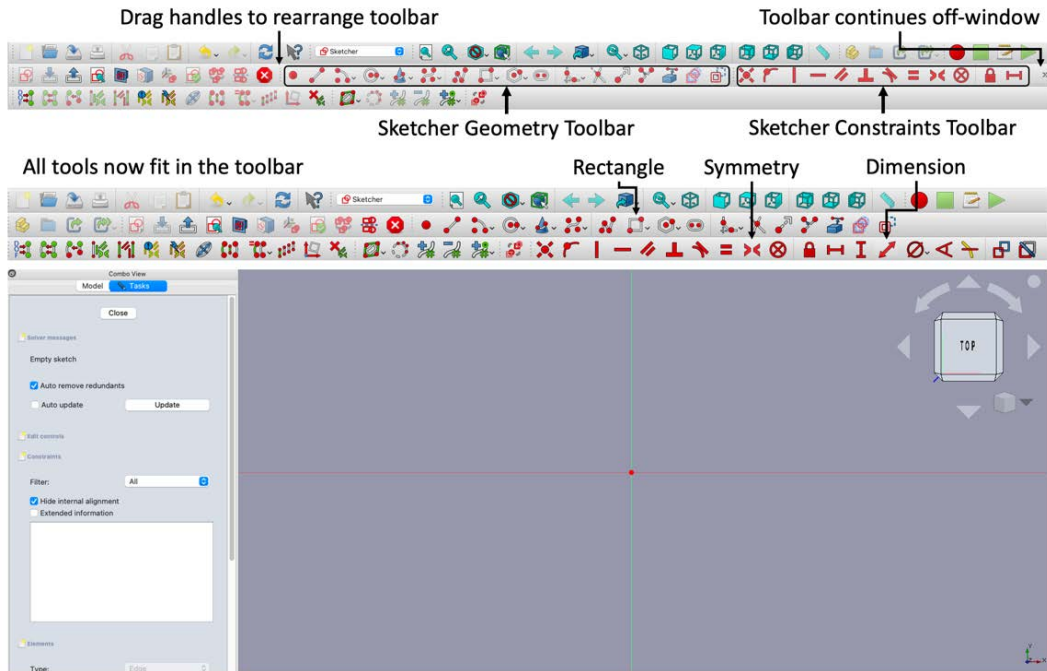 Drag handles to rearrange toolbar
Toolbar continues off-window
Sketcher
Sketcher Geometry Toolbar
Sketcher Constraints Toolbar
All tools now fit in the toolbar
Rectangle
Symmetry
Dimension
Sketcher
Combo View
Model
Tasks
Close
Solver messages
Empty sketch
Auto remove redundants
Auto update
Update
Edit controls
Constraints
Filter:
All
Hide internal alignment
Extended information
Elements
Type:
Edge
TOP
Y
Z
X